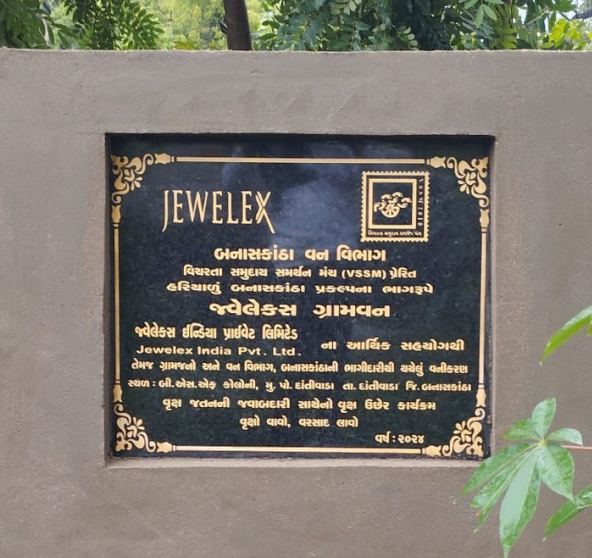 JEWELEX
બનાસકાંઠા વન વિભાગ
વિચરતા સમુદાય સમર્થન મંચ (VSSM) પ્રેરિત
હરિયાળું બનાસકાંઠા પ્રકલ્પના ભાગરૂપે
જ્વેલેક્સ ગ્રામવન
જ્વેલેક્સ ઈન્ડિયા પ્રાઈવેટ લિમિટેડ
Jewelex India Pvt. Ltd.
ના આર્થિક સહયોગથી
તેમજ ગ્રામજનો અને વન વિભાગ, બનાસકાંઠાની ભાગીદારીથી થયેલું વનીકરણ
સ્થળ : બી.એસ.એફ કોલોની, મુ. પો. દાંતીવાડા તા. દાંતીવાડા જિ. બનાસકાંઠા
વૃક્ષ જતનની જવાબદારી સાથેનો વૃક્ષ ઉછેર કાર્યક્રમ
વૃક્ષો વાવો, વરસાદ લાવો
વર્ષ : ૨૦૨૪